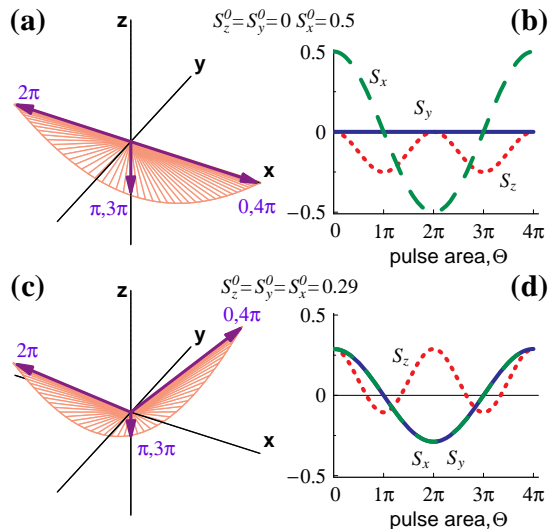 (a)
z
S_z^0=S_y^0=0 S_x^0=0.5
(b)
y
2π
x
π,3π
0,4π
0.5
0
−0.5
S_x
S_y
S_z
0 1π 2π 3π 4π
pulse area,Θ
(c)
z
S_z^0=S_y^0=S_x^0=0.29
(d)
y
0,4π
2π
x
π,3π
0.5
0
−0.5
S_z
S_x S_y
0 1π 2π 3π 4π
pulse area, Θ